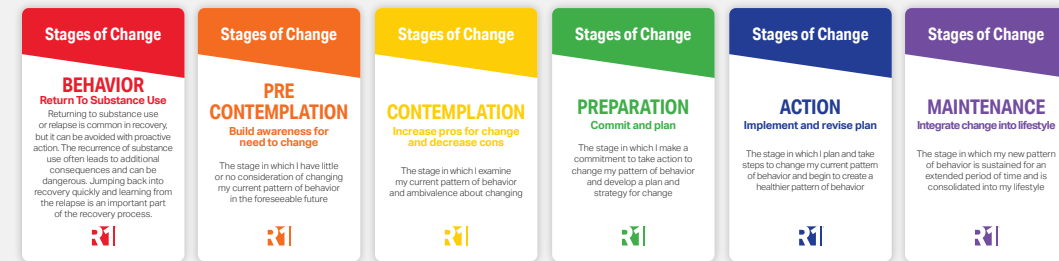 Stages of Change
BEHAVIOR
Return To Substance Use
Returning to substance use
or relapse is common in recovery,
but it can be avoided with proactive
action. The recurrence of substance
use often leads to additional
consequences and can be
dangerous. Jumping back into
recovery quickly and learning from
the relapse is an important part
of the recovery process.
Stages of Change
PRE
CONTEMPLATION
Build awareness for
need to change
The stage in which I have little
or no consideration of changing
my current pattern of behavior
in the foreseeable future
Stages of Change
CONTEMPLATION
Increase pros for change
and decrease cons
The stage in which I examine
my current pattern of behavior
and ambivalence about changing
Stages of Change
PREPARATION
Commit and plan
The stage in which I make a
commitment to take action to
change my pattern of behavior
and develop a plan and
strategy for change
Stages of Change
ACTION
Implement and revise plan
The stage in which I plan and take
steps to change my current pattern
of behavior and begin to create a
healthier pattern of behavior
Stages of Change
MAINTENANCE
Integrate change into lifestyle
The stage in which my new pattern
of behavior is sustained for an
extended period of time and is
consolidated into my lifestyle